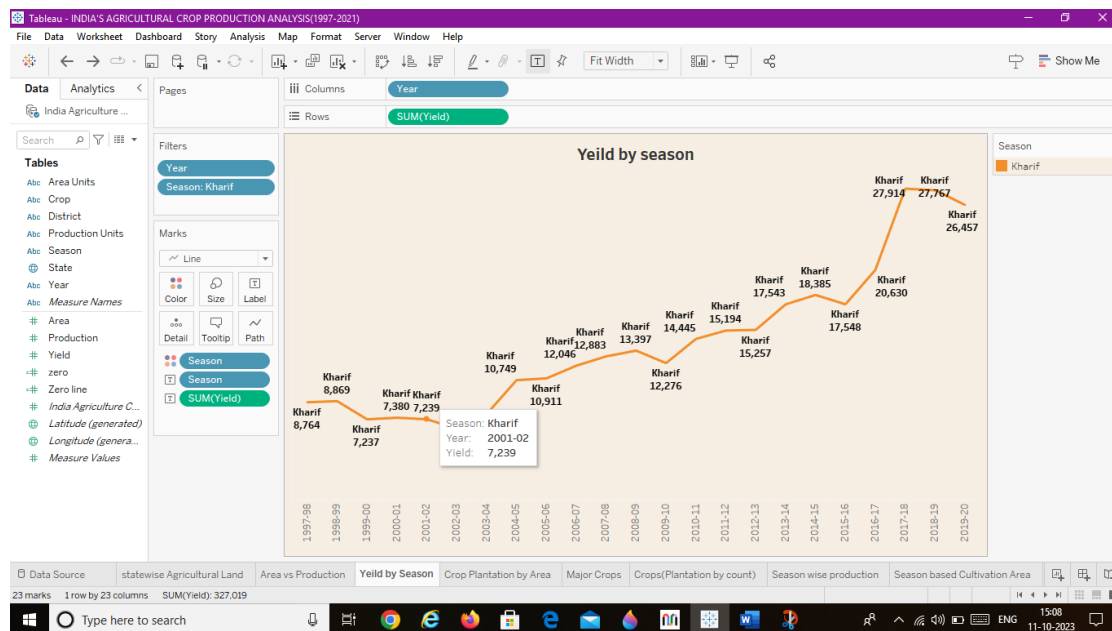 Tableau - INDIA'S AGRICULTURAL CROP PRODUCTION ANALYSIS(1997-2021)
File Data Worksheet Dashboard Story Analysis Map Format Server Window Help
Fit Width
Show Me
Data Analytics
India Agriculture ...
Search
Tables
Abc Area Units
Abc Crop
Abc District
Abc Production Units
Abc Season
State
Abc Year
Abc Measure Names
# Area
# Production
# Yield
=# zero
=# Zero line
# India Agriculture C...
Latitude (generated)
Longitude (genera...
# Measure Values
Pages
Filters
Year
Season: Kharif
Marks
Line
Color Size Label
Detail Tooltip Path
Season
Season
SUM(Yield)
Columns Year
Rows SUM(Yield)
Yeild by season
Kharif
8,764
Kharif
8,869
Kharif
7,237
Kharif
7,380
Kharif
7,239
Kharif
10,749
Kharif
10,911
Kharif
12,046
Kharif
12,883
Kharif
13,397
Kharif
12,276
Kharif
14,445
Kharif
15,194
Kharif
15,257
Kharif
17,543
Kharif
18,385
Kharif
17,548
Kharif
20,630
Kharif
27,914
Kharif
27,767
Kharif
26,457
Season: Kharif
Year: 2001-02
Yield: 7,239
1997-98
1998-99
1999-00
2000-01
2001-02
2002-03
2003-04
2004-05
2005-06
2006-07
2007-08
2008-09
2009-10
2010-11
2011-12
2012-13
2013-14
2014-15
2015-16
2016-17
2017-18
2018-19
2019-20
Season
Kharif
Data Source statewise Agricultural Land Area vs Production Yeild by Season Crop Plantation by Area Major Crops Crops(Plantation by count) Season wise production Season based Cultivation Area
23 marks 1 row by 23 columns SUM(Yield): 327,019
Type here to search
ENG
15:08
11-10-2023